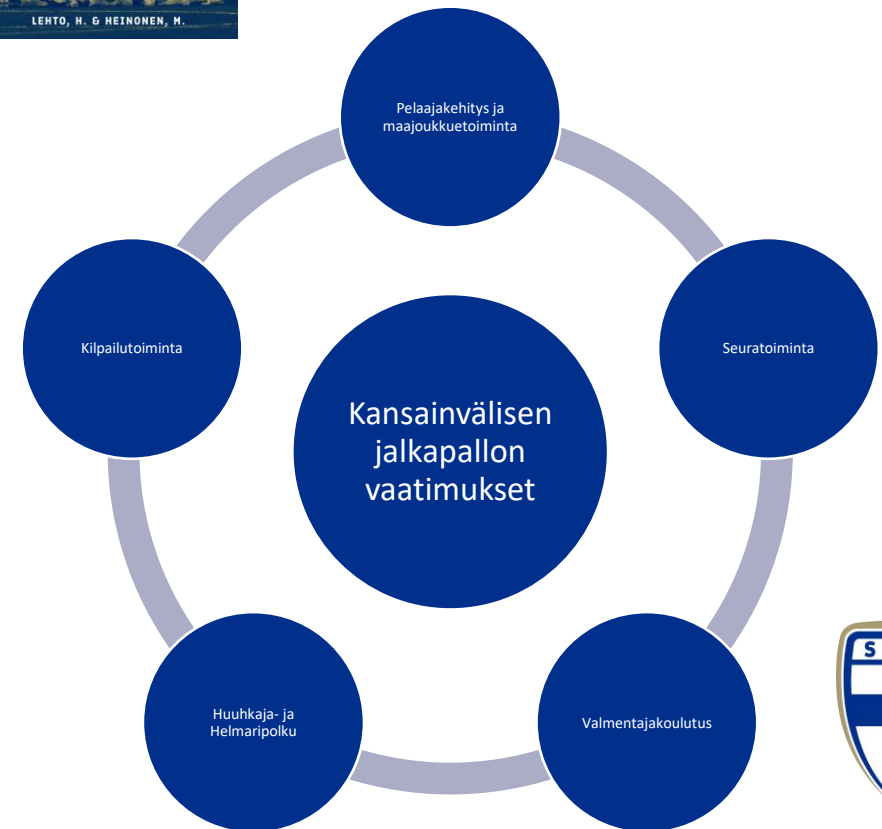 LEHTO, H. & HEINONEN, M.
Pelaajakehitys ja
maajoukkuetoiminta
Kilpailutoiminta
Seuratoiminta
Kansainvälisen
jalkapallon
vaatimukset
Huuhkaja- ja
Helmaripolku
Valmentajakoulutus
S